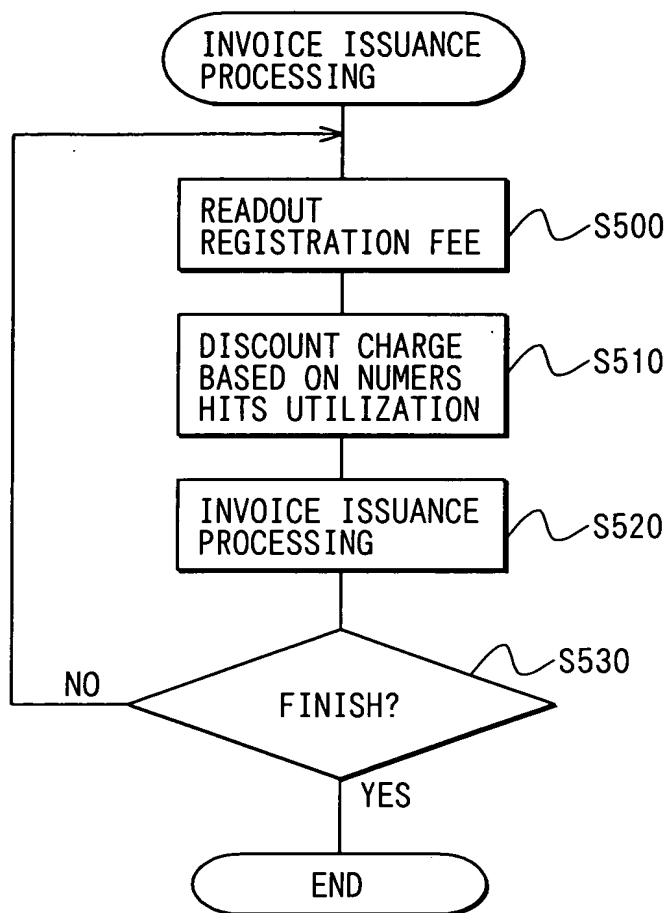 INVOICE ISSUANCE
PROCESSING
READOUT
REGISTRATION FEE
S500
DISCOUNT CHARGE
BASED ON NUMERS
HITS UTILIZATION
S510
INVOICE ISSUANCE
PROCESSING
S520
S530
NO
FINISH?
YES
END